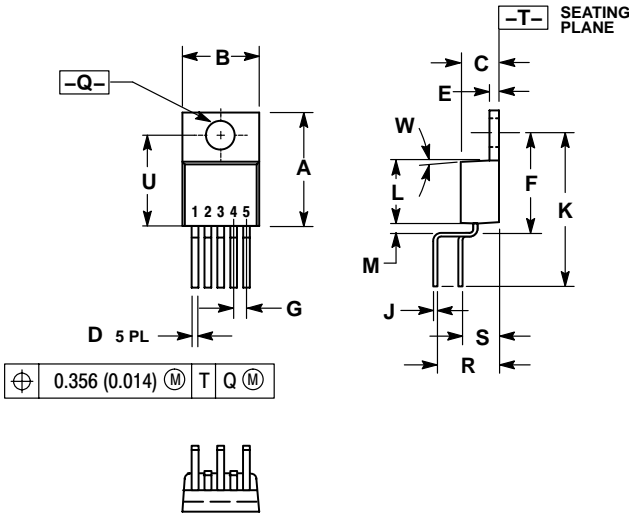 –T– SEATING
PLANE
B
C
–Q–
E
W
U
A
L
F
K
1 2 3 4 5
M
G
J
D 5 PL
S
R
⌖ 0.356 (0.014) Ⓜ T Q Ⓜ